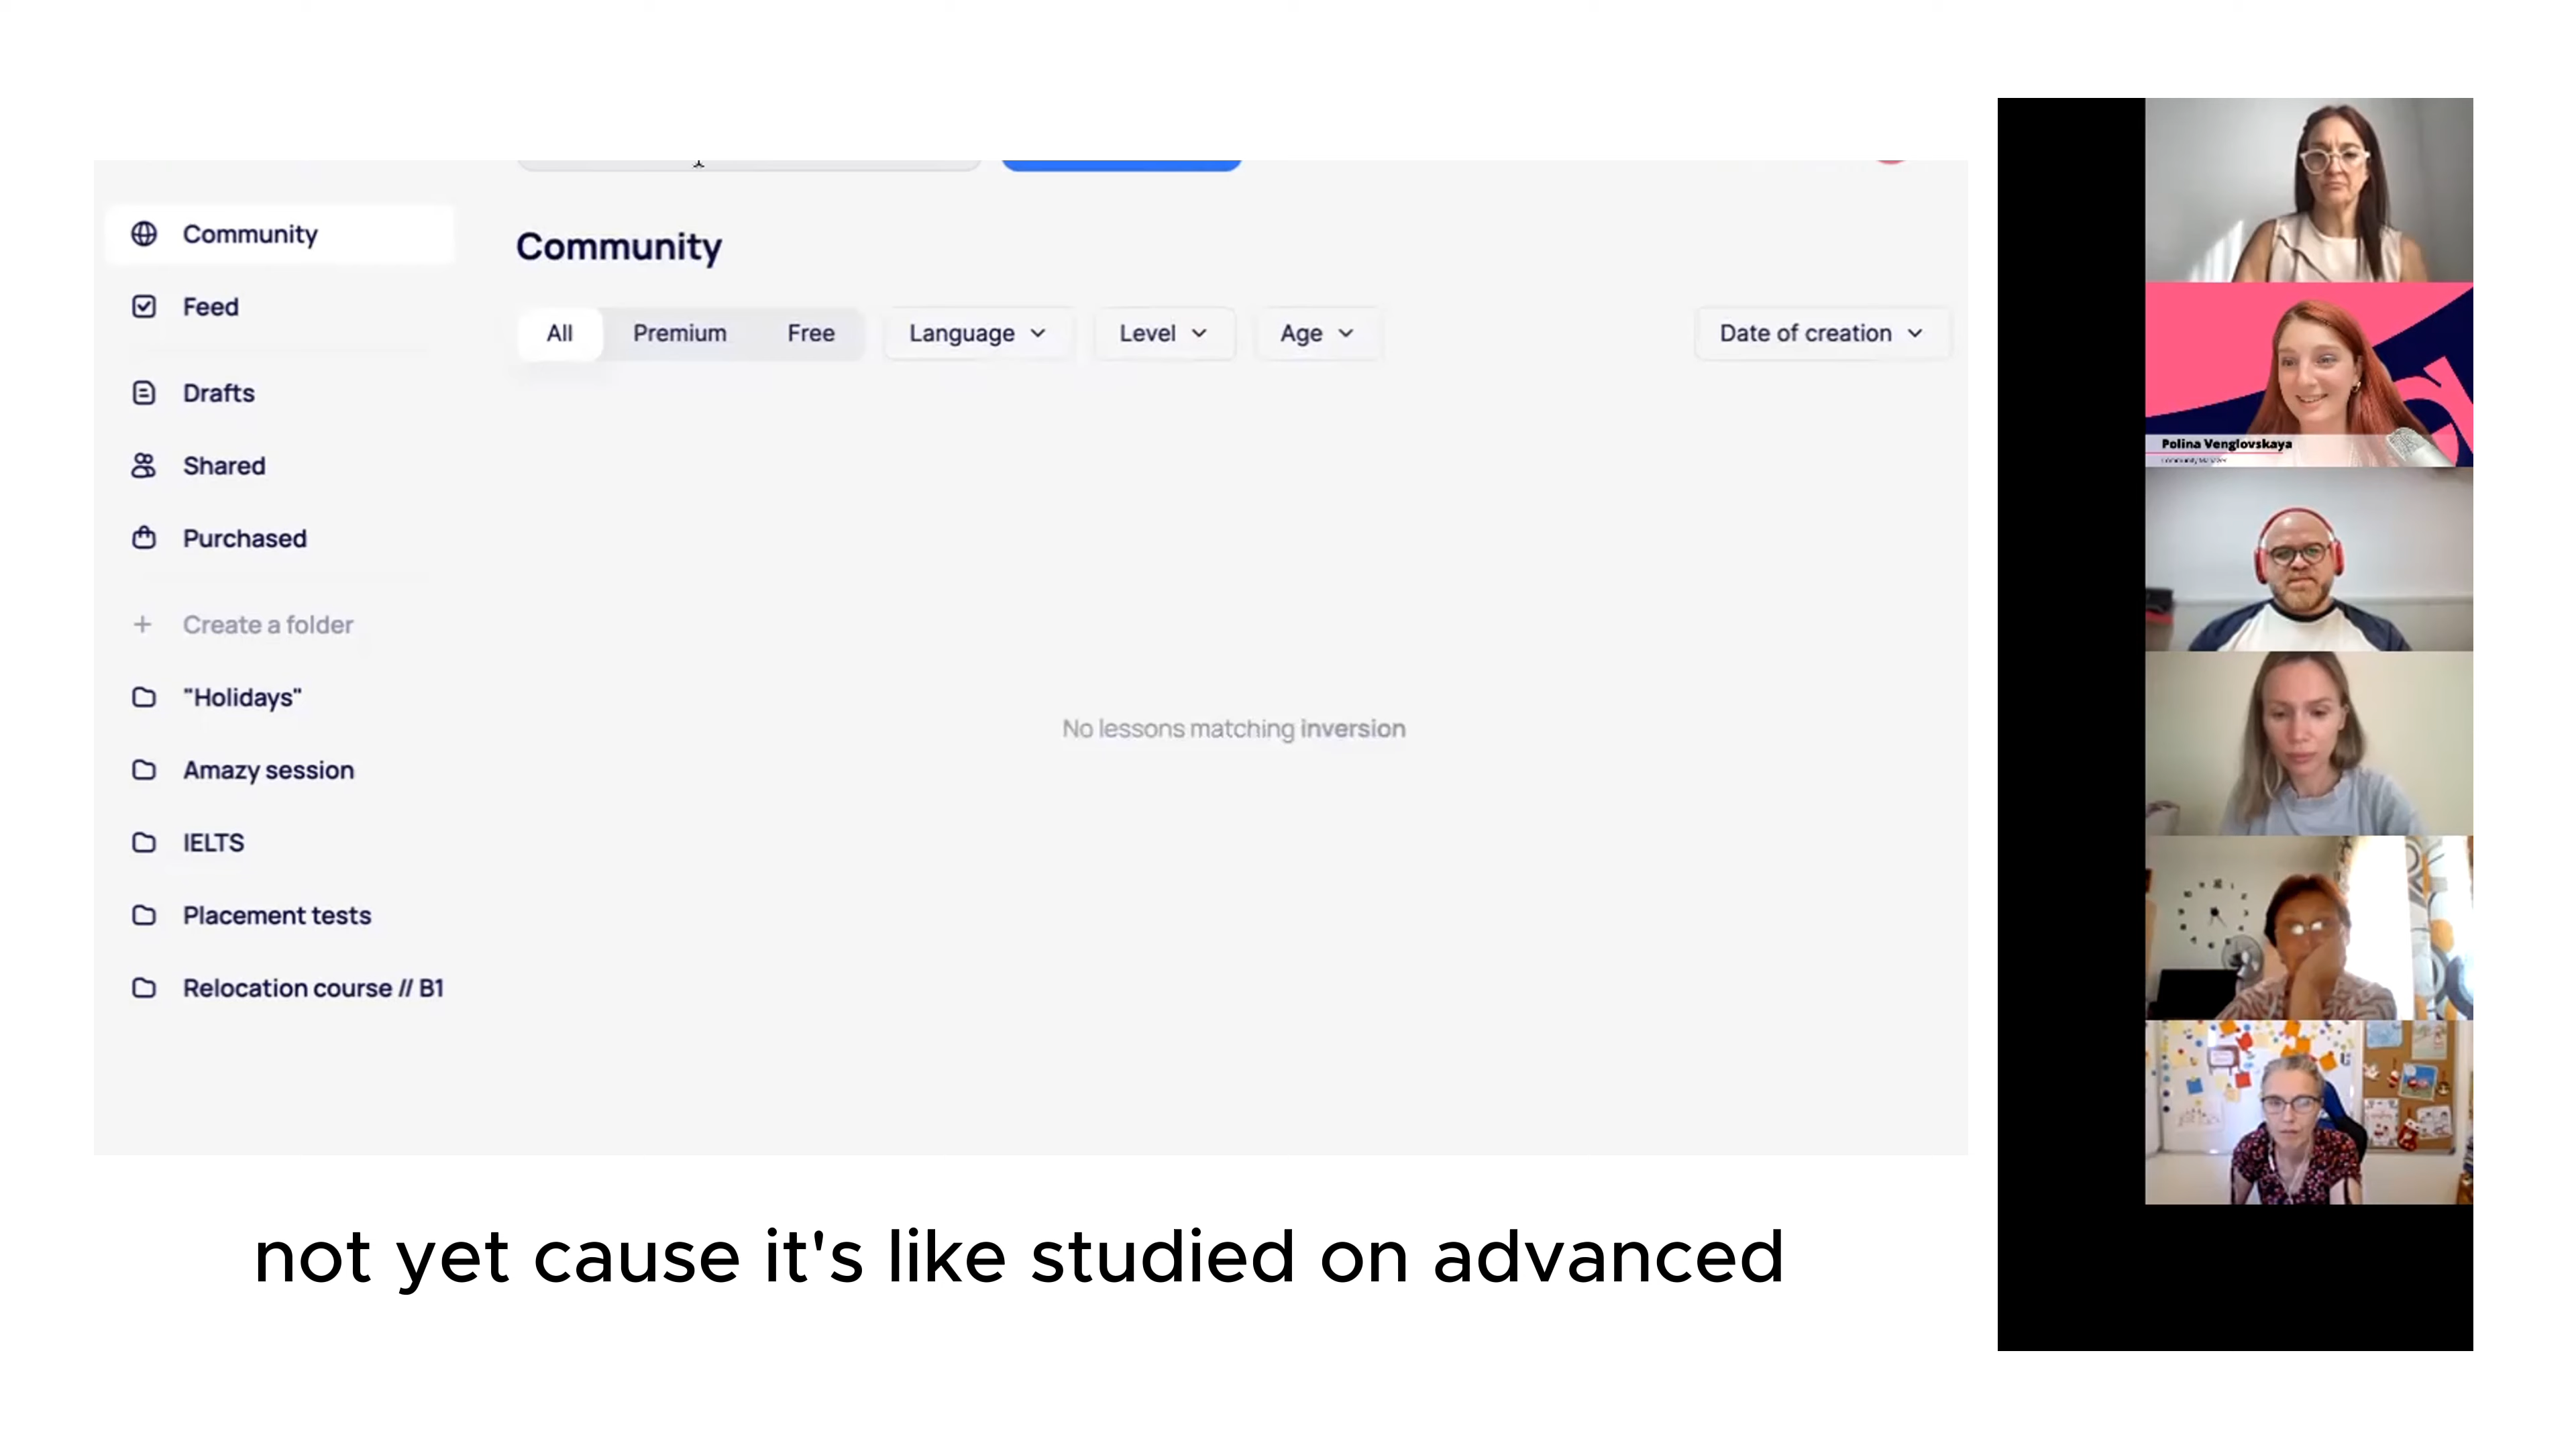 Community
Feed
Drafts
Shared
Purchased
Create a folder
"Holidays"
Amazy session
IELTS
Placement tests
Relocation course // B1
Community
All
Premium
Free
Language
Level
Age
Date of creation
No lessons matching inversion
Polina Venglovskaya
Community Manager
not yet cause it's like studied on advanced